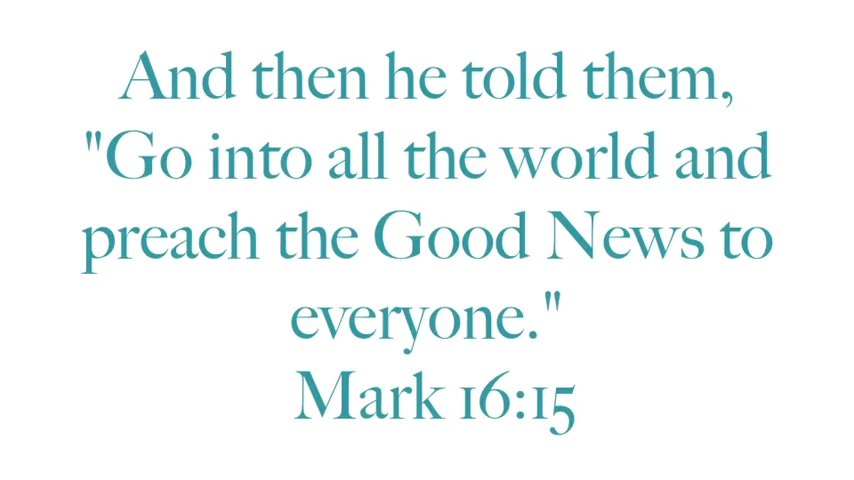 And then he told them,
"Go into all the world and
preach the Good News to
everyone."
Mark 16:15